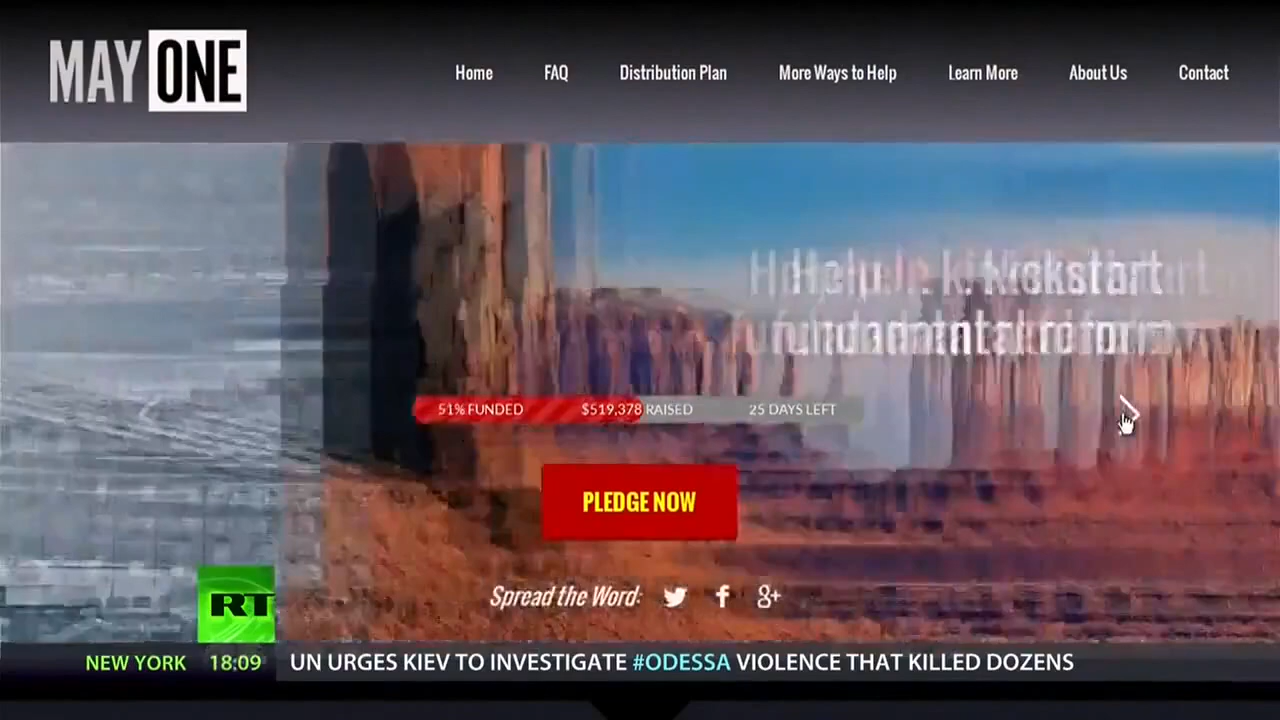 MAY ONE
Home FAQ Distribution Plan More Ways to Help Learn More About Us Contact
Kickstart
51% FUNDED $519,378 RAISED 25 DAYS LEFT
PLEDGE NOW
Spread the Word:
RT
NEW YORK 18:09 UN URGES KIEV TO INVESTIGATE #ODESSA VIOLENCE THAT KILLED DOZENS